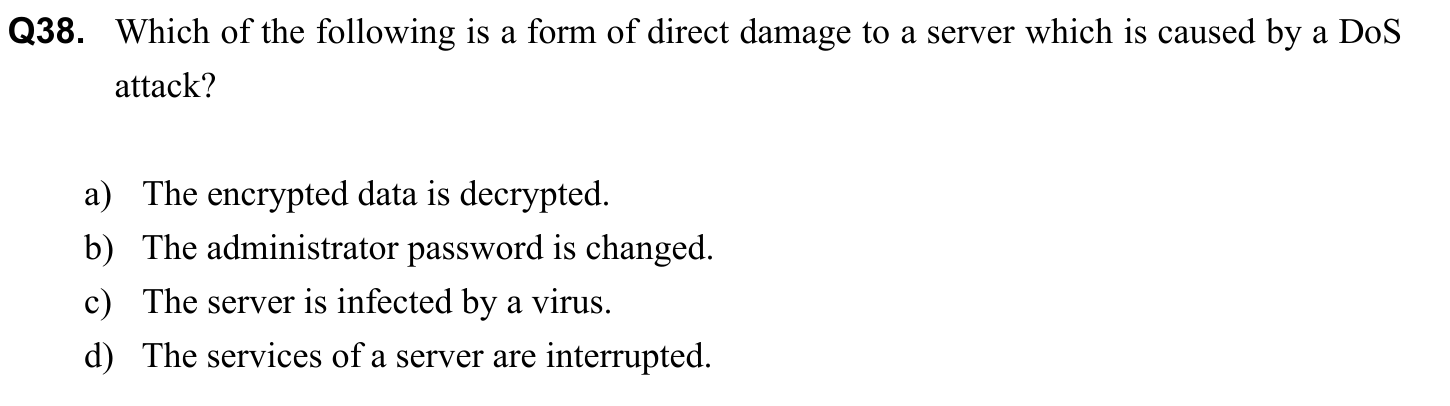 Q38. Which of the following is a form of direct damage to a server which is caused by a DoS
attack?
a) The encrypted data is decrypted.
b) The administrator password is changed.
c) The server is infected by a virus.
d) The services of a server are interrupted.